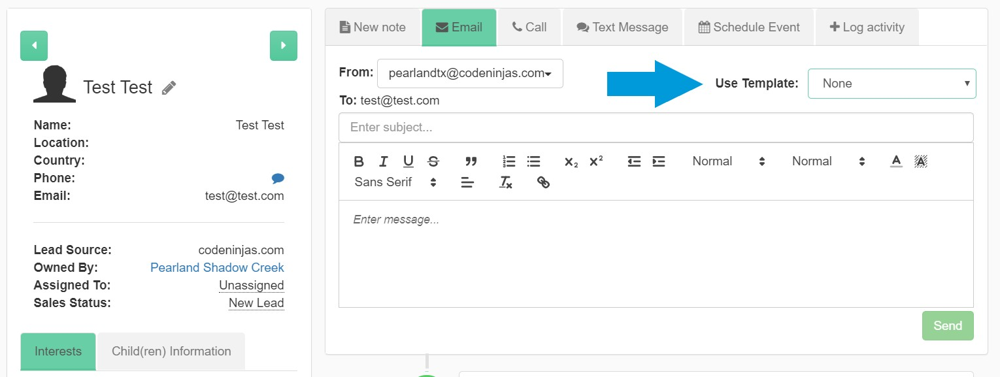 Test Test
Name: Test Test
Location:
Country:
Phone:
Email: test@test.com
Lead Source: codeninjas.com
Owned By: Pearland Shadow Creek
Assigned To: Unassigned
Sales Status: New Lead
Interests Child(ren) Information
New note Email Call Text Message Schedule Event Log activity
From: pearlandtx@codeninjas.com
Use Template: None
To: test@test.com
Enter subject...
B I U S x₂ x² Normal Normal A A
Sans Serif Tx
Enter message...
Send